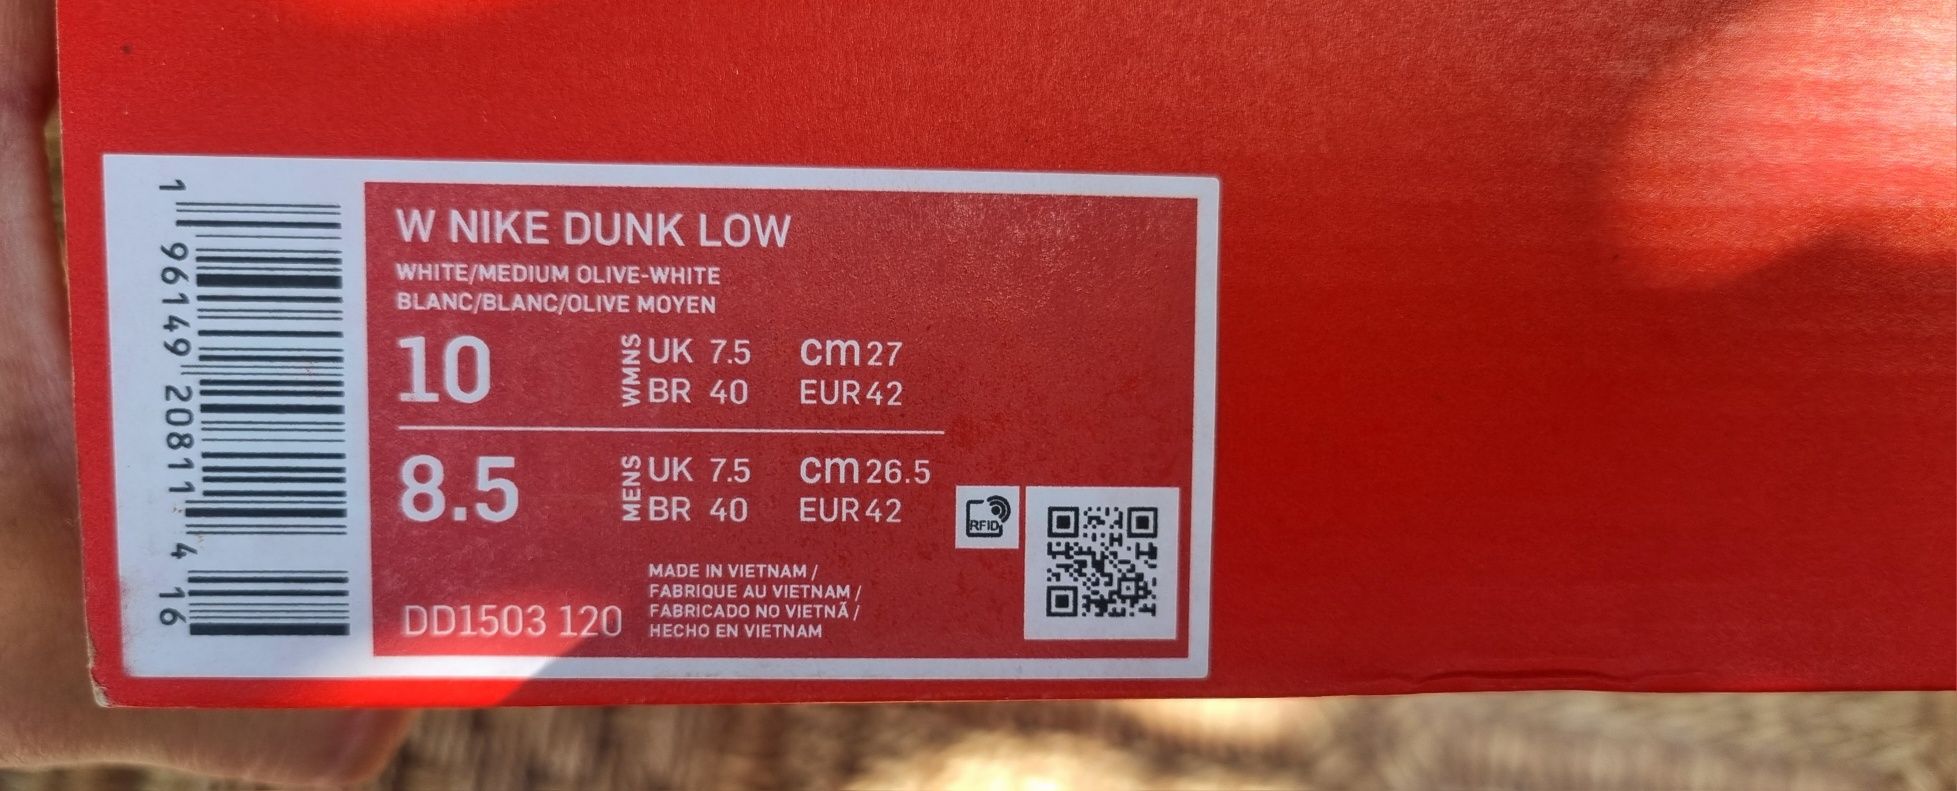 1 96149 20811 4 16
W NIKE DUNK LOW
WHITE/MEDIUM OLIVE-WHITE
BLANC/BLANC/OLIVE MOYEN
10 WMNS UK 7.5 cm 27
BR 40 EUR 42
8.5 MENS UK 7.5 cm 26.5
BR 40 EUR 42
RFID
DD1503 120
MADE IN VIETNAM /
FABRIQUE AU VIETNAM /
FABRICADO NO VIETNÃ /
HECHO EN VIETNAM